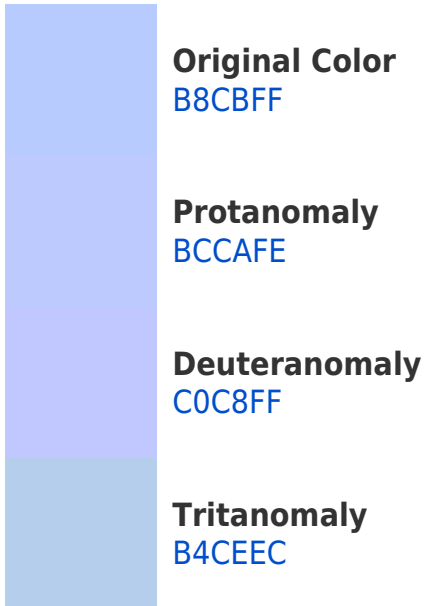 Original Color
B8CBFF
Protanomaly
BCCAFE
Deuteranomaly
C0C8FF
Tritanomaly
B4CEEC